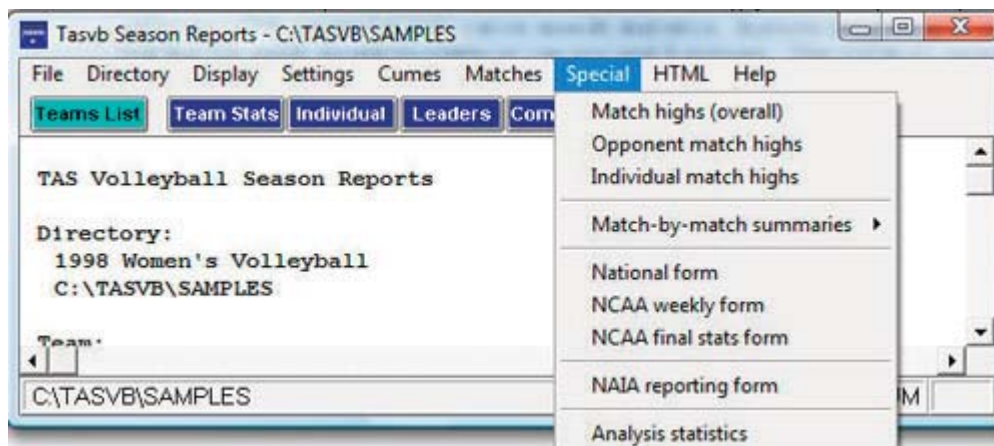 Tasvb Season Reports - C:\TASVB\SAMPLES
File Directory Display Settings Cumes Matches Special HTML Help
Teams List Team Stats Individual Leaders Com
Match highs (overall)
Opponent match highs
Individual match highs
Match-by-match summaries
National form
NCAA weekly form
NCAA final stats form
NAIA reporting form
Analysis statistics
TAS Volleyball Season Reports
Directory:
1998 Women's Volleyball
C:\TASVB\SAMPLES
Team:
C:\TASVB\SAMPLES